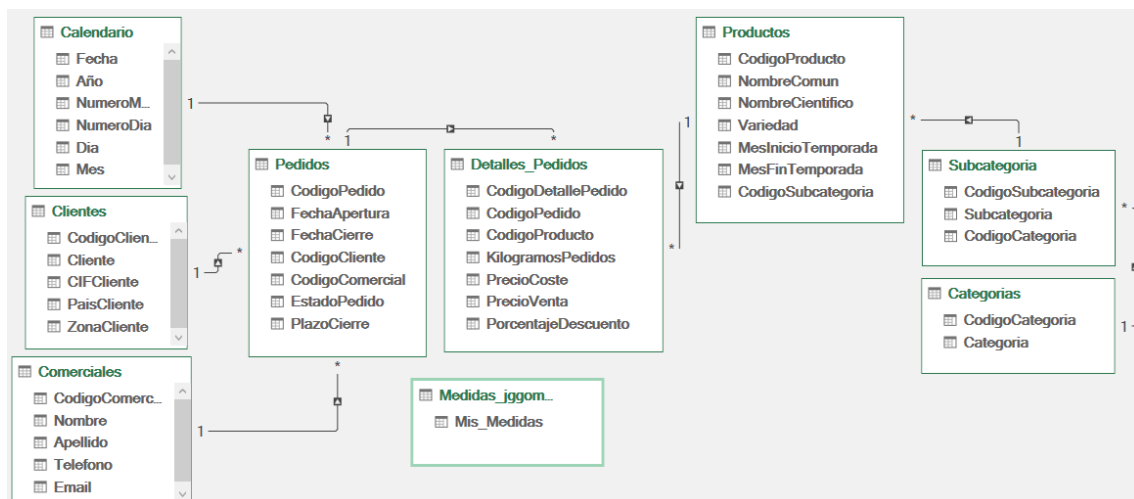 Calendario
Fecha
Año
NumeroM...
NumeroDia
Dia
Mes
Clientes
CodigoClien...
Cliente
CIFCliente
PaisCliente
ZonaCliente
Comerciales
CodigoComerc...
Nombre
Apellido
Telefono
Email
1
*
1
*
1
*
Pedidos
CodigoPedido
FechaApertura
FechaCierre
CodigoCliente
CodigoComercial
EstadoPedido
PlazoCierre
1
*
Detalles_Pedidos
CodigoDetallePedido
CodigoPedido
CodigoProducto
KilogramosPedidos
PrecioCoste
PrecioVenta
PorcentajeDescuento
Medidas_jggom...
Mis_Medidas
1
*
Productos
CodigoProducto
NombreComun
NombreCientifico
Variedad
MesInicioTemporada
MesFinTemporada
CodigoSubcategoria
*
1
Subcategoria
CodigoSubcategoria
Subcategoria
CodigoCategoria
*
Categorias
CodigoCategoria
Categoria
1